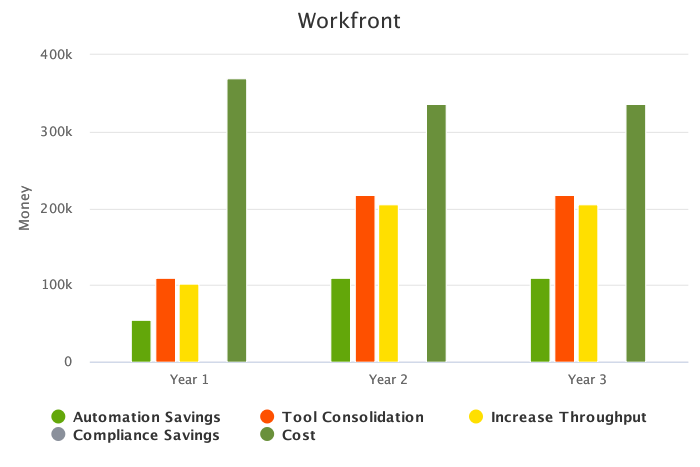 Workfront
400k
300k
200k
100k
0
Money
Year 1 Year 2 Year 3
Automation Savings Tool Consolidation Increase Throughput
Compliance Savings Cost